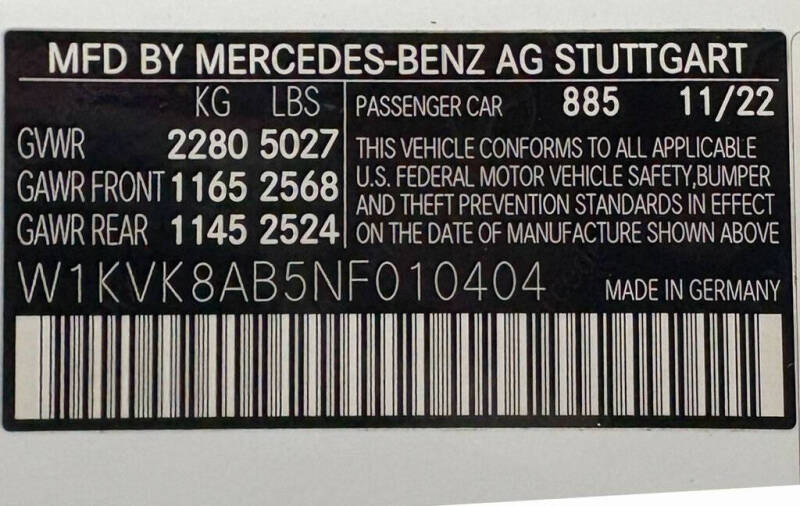 MFD BY MERCEDES-BENZ AG STUTTGART
KG LBS
GVWR 2280 5027
GAWR FRONT 1165 2568
GAWR REAR 1145 2524
PASSENGER CAR 885 11/22
THIS VEHICLE CONFORMS TO ALL APPLICABLE
U.S. FEDERAL MOTOR VEHICLE SAFETY,BUMPER
AND THEFT PREVENTION STANDARDS IN EFFECT
ON THE DATE OF MANUFACTURE SHOWN ABOVE
W1KVK8AB5NF010404 MADE IN GERMANY